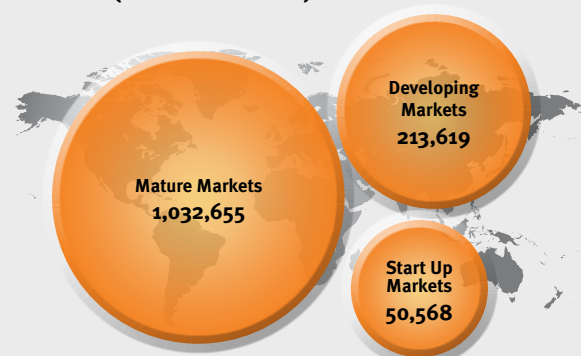 Mature Markets
1,032,655
Developing
Markets
213,619
Start Up
Markets
50,568